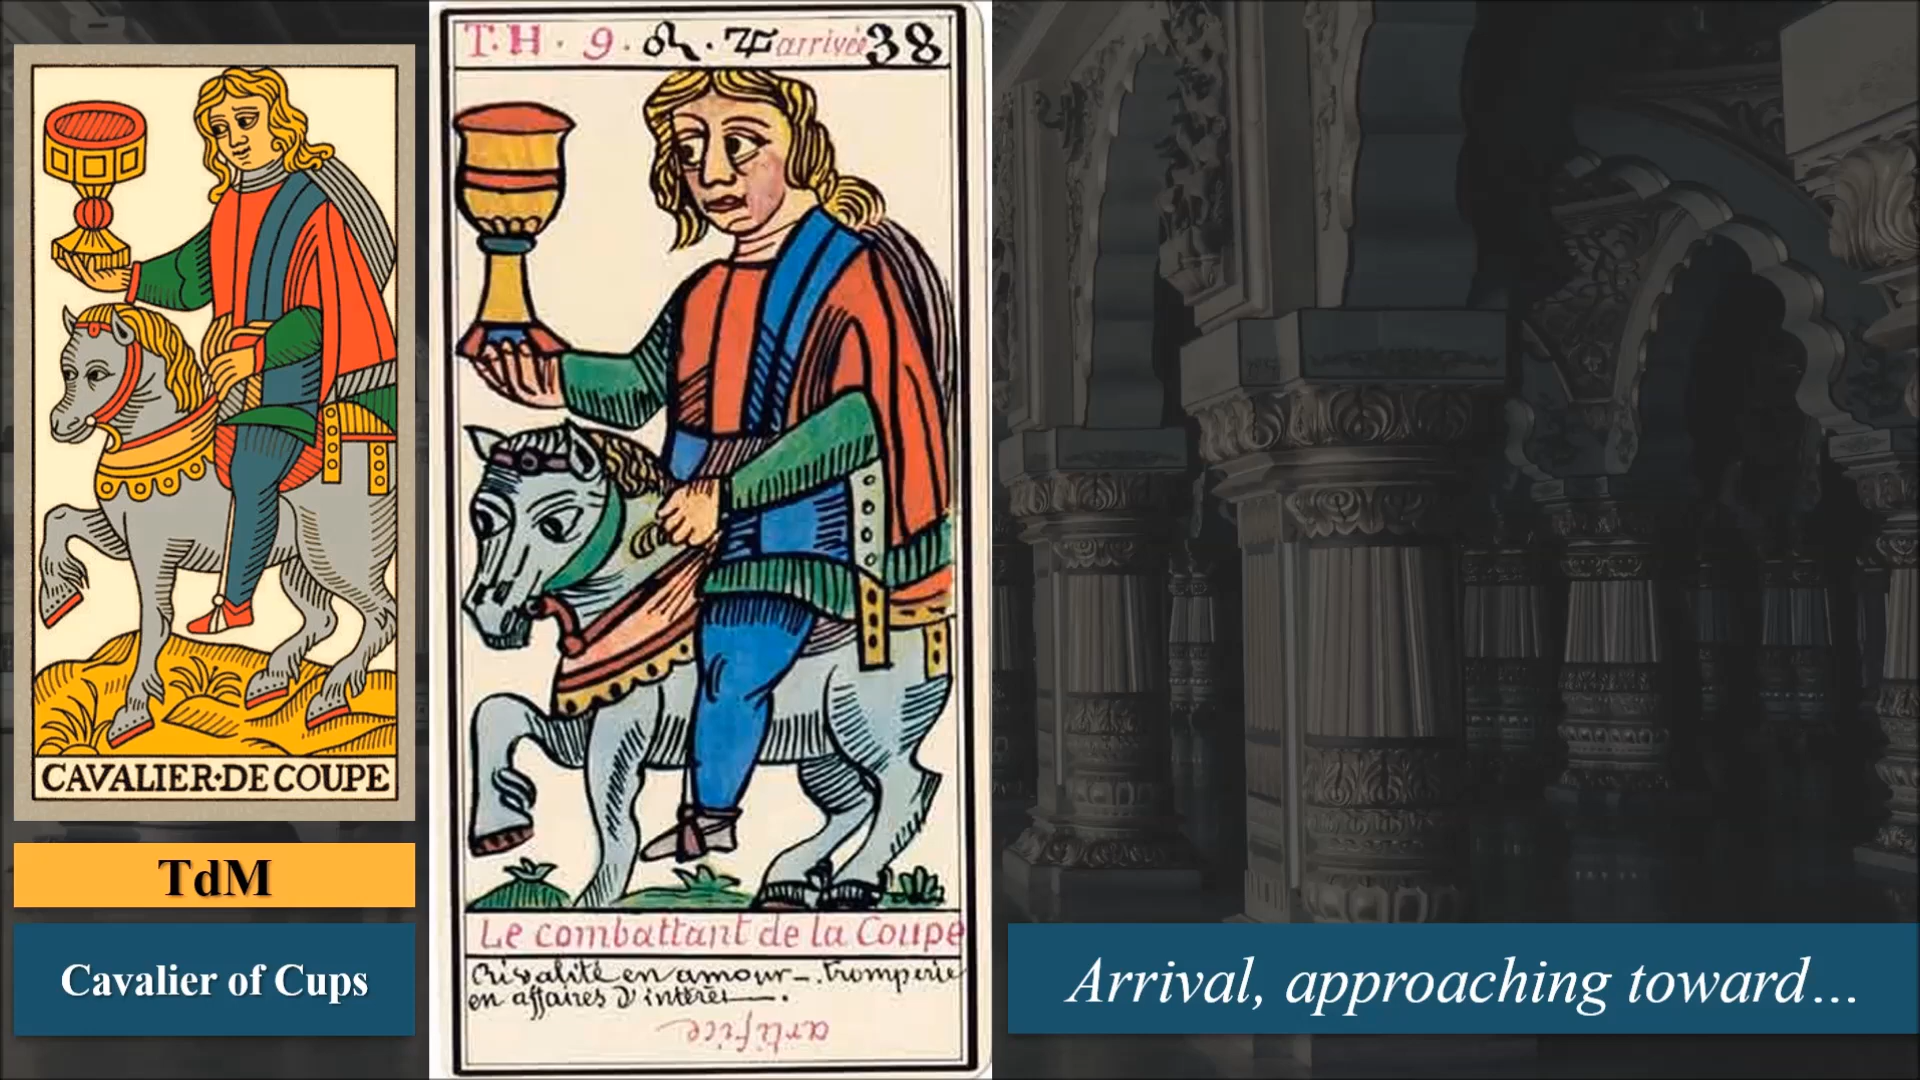 CAVALIER·DE COUPE
TdM
Cavalier of Cups
T·H · 9 · ♌ · ♃ arrivée 38
Le combattant de la Coupe
Rivalité en amour —. tromperie
en affaires d'intérêt —.
artifice
Arrival, approaching toward…